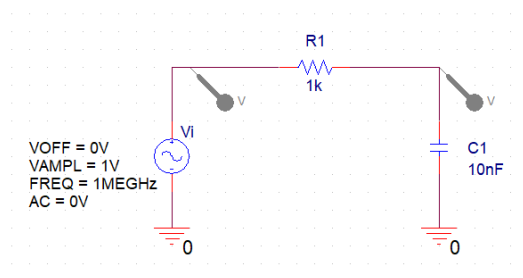 R1
1k
V
V
Vi
VOFF = 0V
VAMPL = 1V
FREQ = 1MEGHz
AC = 0V
C1
10nF
0
0